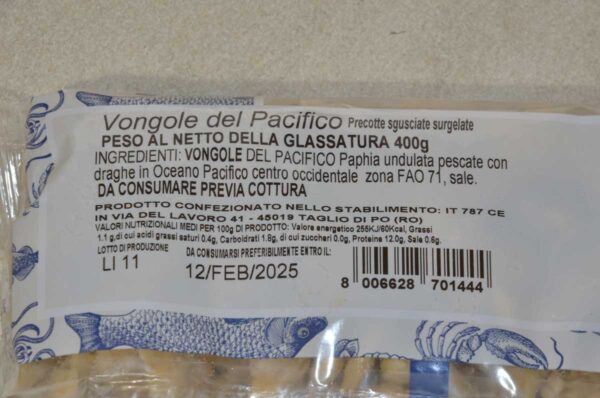 Vongole del Pacifico Precotte sgusciate surgelate
PESO AL NETTO DELLA GLASSATURA 400g
INGREDIENTI: VONGOLE DEL PACIFICO Paphia undulata pescate con
draghe in Oceano Pacifico centro occidentale zona FAO 71, sale.
DA CONSUMARE PREVIA COTTURA
PRODOTTO CONFEZIONATO NELLO STABILIMENTO: IT 787 CE
IN VIA DEL LAVORO 41 - 45019 TAGLIO DI PO (RO)
VALORI NUTRIZIONALI MEDI PER 100g DI PRODOTTO: Valore energetico 255KJ/60Kcal, Grassi
1.1 g,di cui acidi grassi saturi 0.4g, Carboidrati 1.8g, di cui zuccheri 0.0g, Proteine 12.0g, Sale 0.6g.
LOTTO DI PRODUZIONE DA CONSUMARSI PREFERIBILMENTE ENTRO IL:
LI 11 12/FEB/2025
8 006628 701444